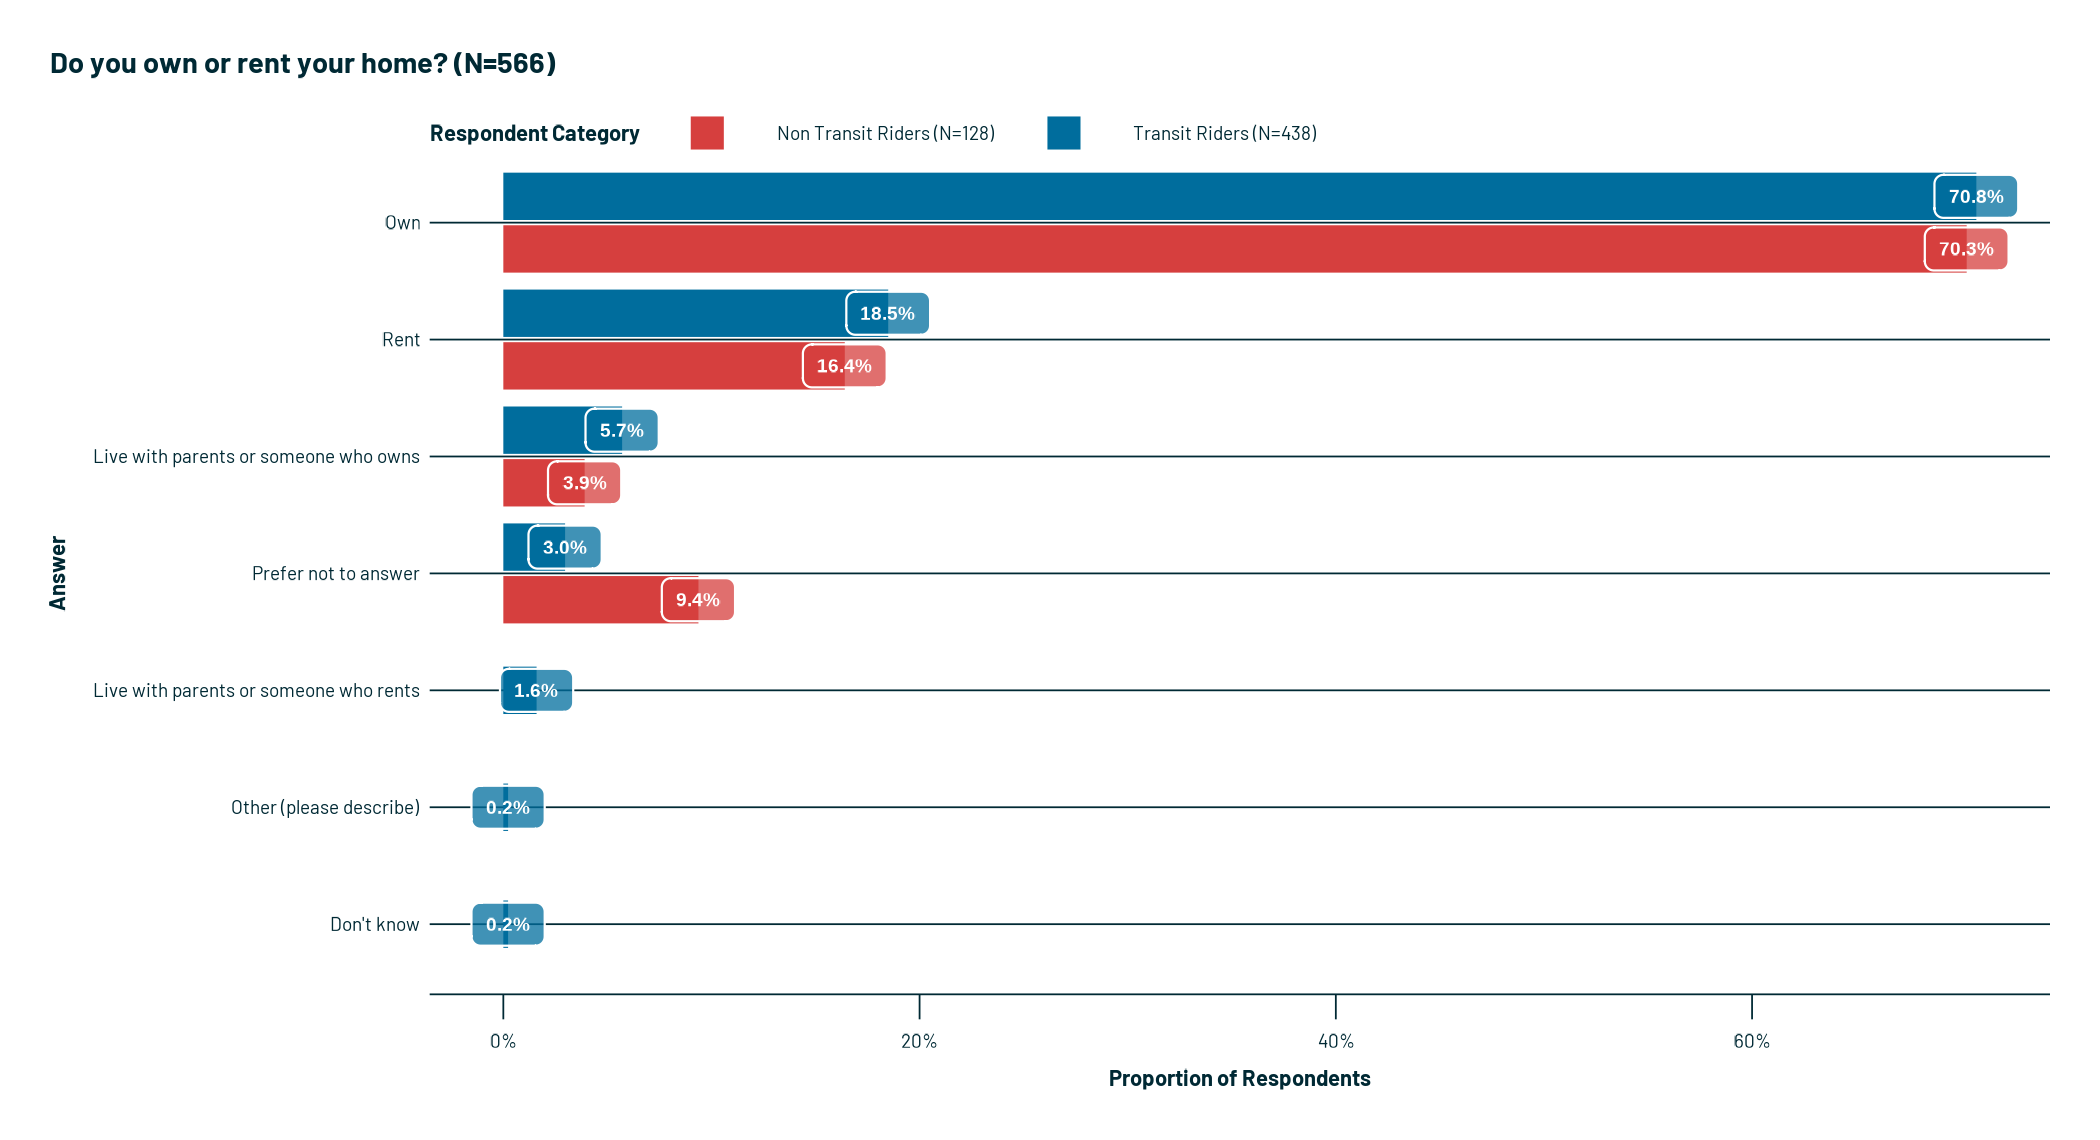 Do you own or rent your home? (N=566)
Respondent Category Non Transit Riders (N=128) Transit Riders (N=438)
70.8%
Own
70.3%
18.5%
Rent
16.4%
5.7%
Live with parents or someone who owns
3.9%
3.0%
Prefer not to answer
9.4%
Live with parents or someone who rents 1.6%
Other (please describe) 0.2%
Don't know 0.2%
Answer
0% 20% 40% 60%
Proportion of Respondents